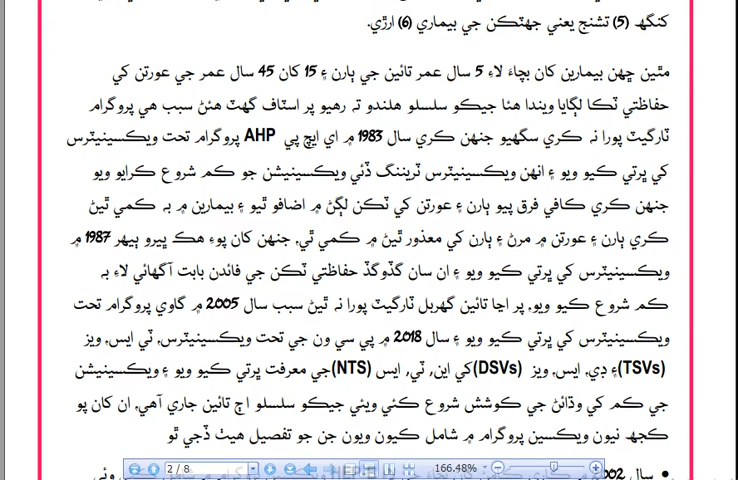 کنگھ (5) تشنج يعني جهٽڪن جي بيماري (6) ارڙي.
مٿين ڇهن بيمارين کان بچاءَ لاءِ 5 سال عمر تائين جي ٻارن ۽ 15 کان 45 سال عمر جي عورتن کي
حفاظتي ٽڪا لڳايا ويندا هئا جيڪو سلسلو هلندو تہ رهيو پر اسٽاف گهٽ هئڻ سبب هي پروگرام
ٽارگيٽ پورا نہ ڪري سگهيو جنهن ڪري سال 1983 ۾ اي ايڇ پي AHP پروگرام تحت ويڪسينيٽرس
کي ڀرتي ڪيو ويو ۽ انهن ويڪسينيٽرس ٽريننگ ڏئي ويڪسينيشن جو ڪم شروع ڪرايو ويو
جنهن ڪري ڪافي فرق پيو ٻارن ۽ عورتن کي ٽڪن لڳڻ ۾ اضافو ٿيو ۽ بيمارين ۾ بہ ڪمي ٿيڻ
ڪري ٻارن ۽ عورتن ۾ مرڻ ۽ ٻارن کي معذور ٿيڻ ۾ ڪمي ٿي، جنهن کان پوءِ هڪ ڀيرو ٻيهر 1987 ۾
ويڪسينيٽرس کي ڀرتي ڪيو ويو ۽ ان سان گڏوگڏ حفاظتي ٽڪن جي فائدن بابت آگاهائي لاءِ بہ
ڪم شروع ڪيو ويو، پر اڃا تائين گهربل ٽارگيٽ پورا نہ ٿيڻ سبب سال 2005 ۾ گاوي پروگرام تحت
ويڪسينيٽرس کي ڀرتي ڪيو ويو ۽ سال 2018 ۾ پي سي ون جي تحت ويڪسينيٽرس، ٽي ايس ويز
(TSVs)۽ ڊي، ايس، ويز (DSVs)کي اين، ٽي، ايس (NTS)جي معرفت ڀرتي ڪيو ويو ۽ ويڪسينيشن
جي ڪم کي وڌائڻ جي ڪوشش شروع ڪئي ويئي جيڪو سلسلو اڄ تائين جاري آهي، ان کان پو
ڪجھ نيون ويڪسين پروگرام ۾ شامل ڪيون ويون جن جو تفصيل هيٺ ڏجي ٿو
2 / 8 166.48%
• سال 2002